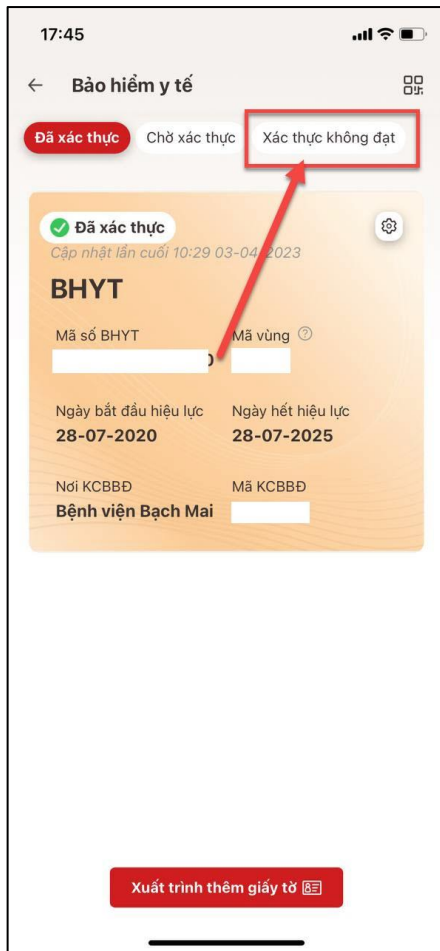 17:45
Bảo hiểm y tế
Đã xác thực Chờ xác thực Xác thực không đạt
Đã xác thực
Cập nhật lần cuối 10:29 03-04-2023
BHYT
Mã số BHYT Mã vùng
Ngày bắt đầu hiệu lực Ngày hết hiệu lực
28-07-2020 28-07-2025
Nơi KCBBĐ Mã KCBBĐ
Bệnh viện Bạch Mai
Xuất trình thêm giấy tờ